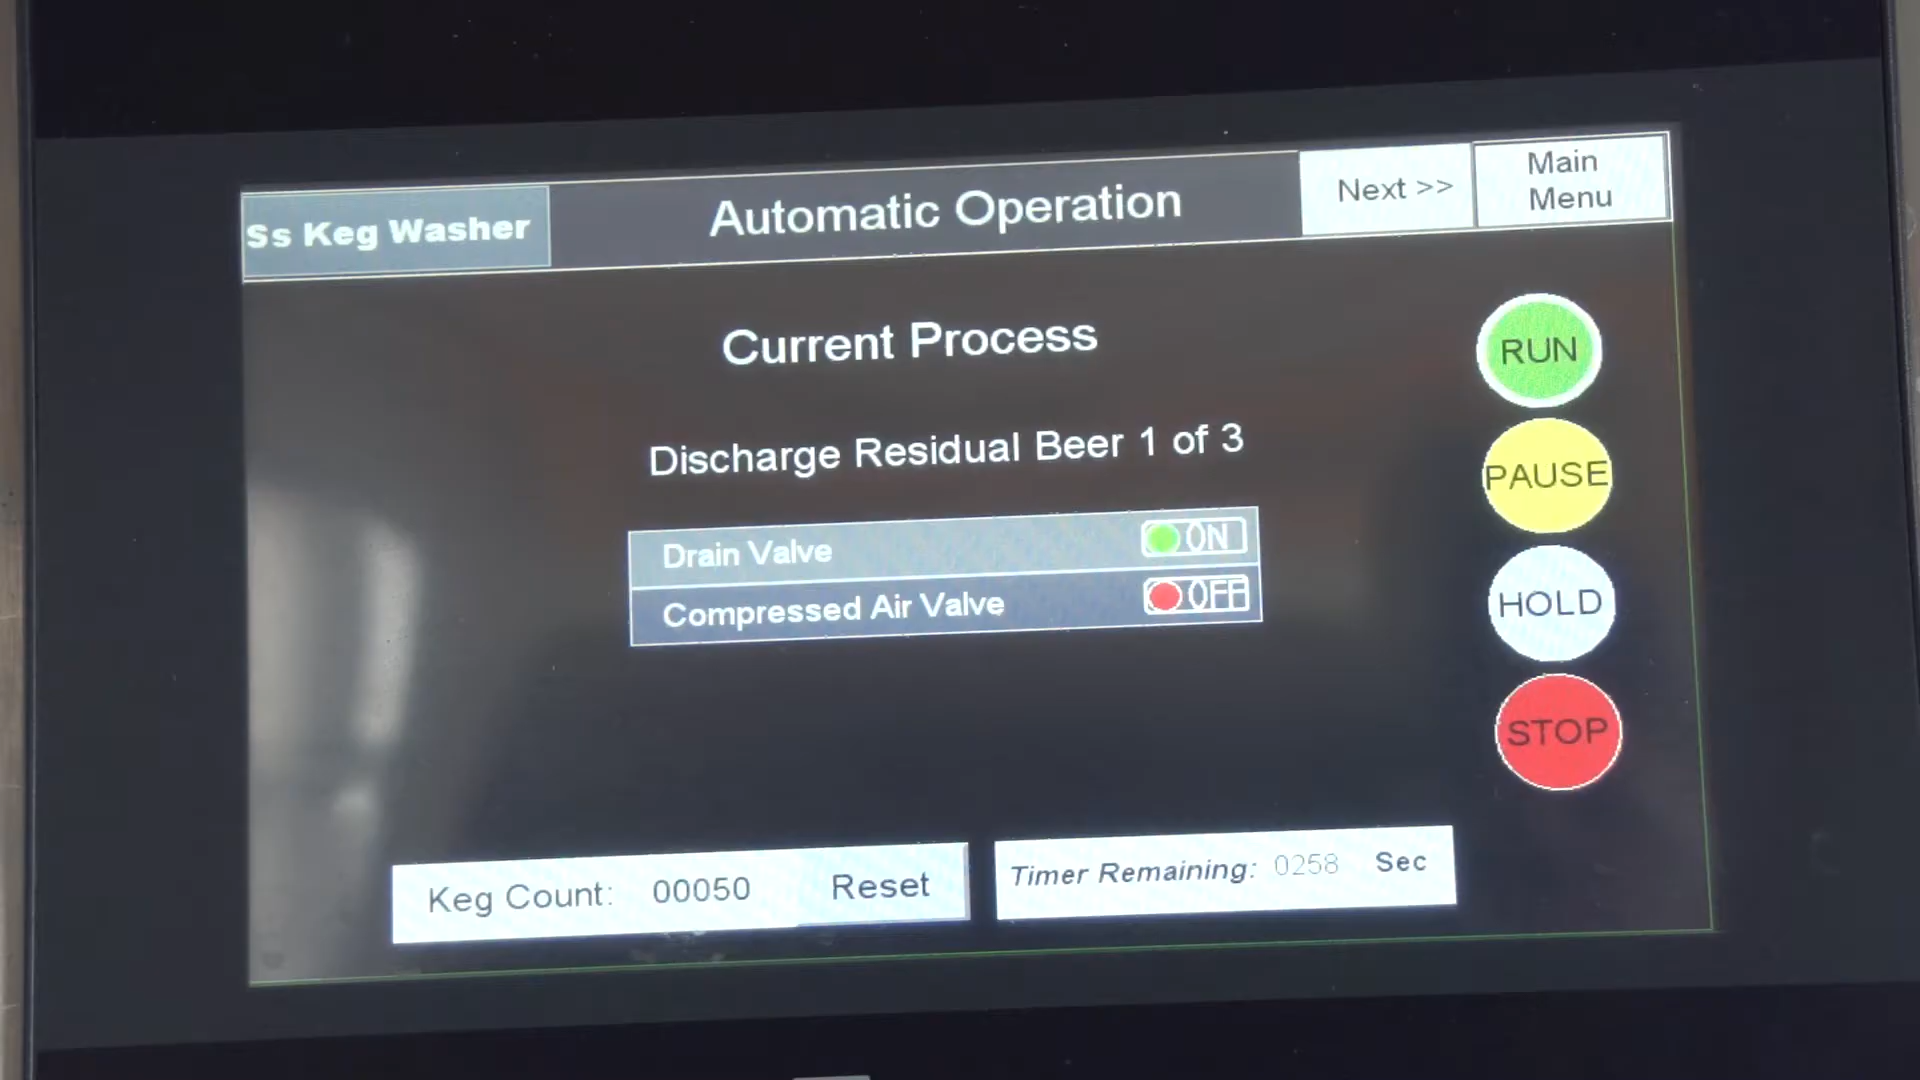 Ss Keg Washer
Automatic Operation
Next >>
Main
Menu
Current Process
RUN
Discharge Residual Beer 1 of 3
PAUSE
Drain Valve ON
Compressed Air Valve OFF
HOLD
STOP
Keg Count: 00050 Reset
Timer Remaining: 0258 Sec